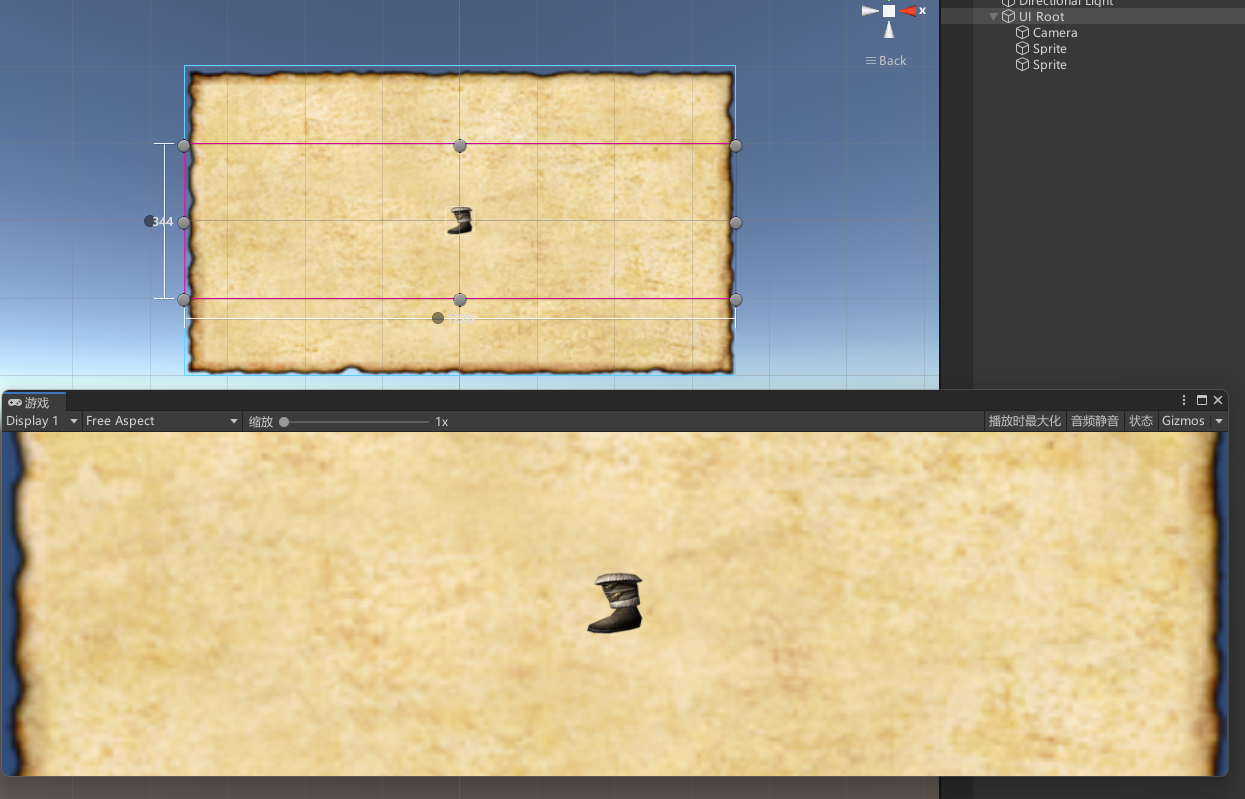 Directional Light
UI Root
Camera
Sprite
Sprite
x
Back
344
游戏
Display 1
Free Aspect
缩放
1x
播放时最大化
音频静音
状态
Gizmos